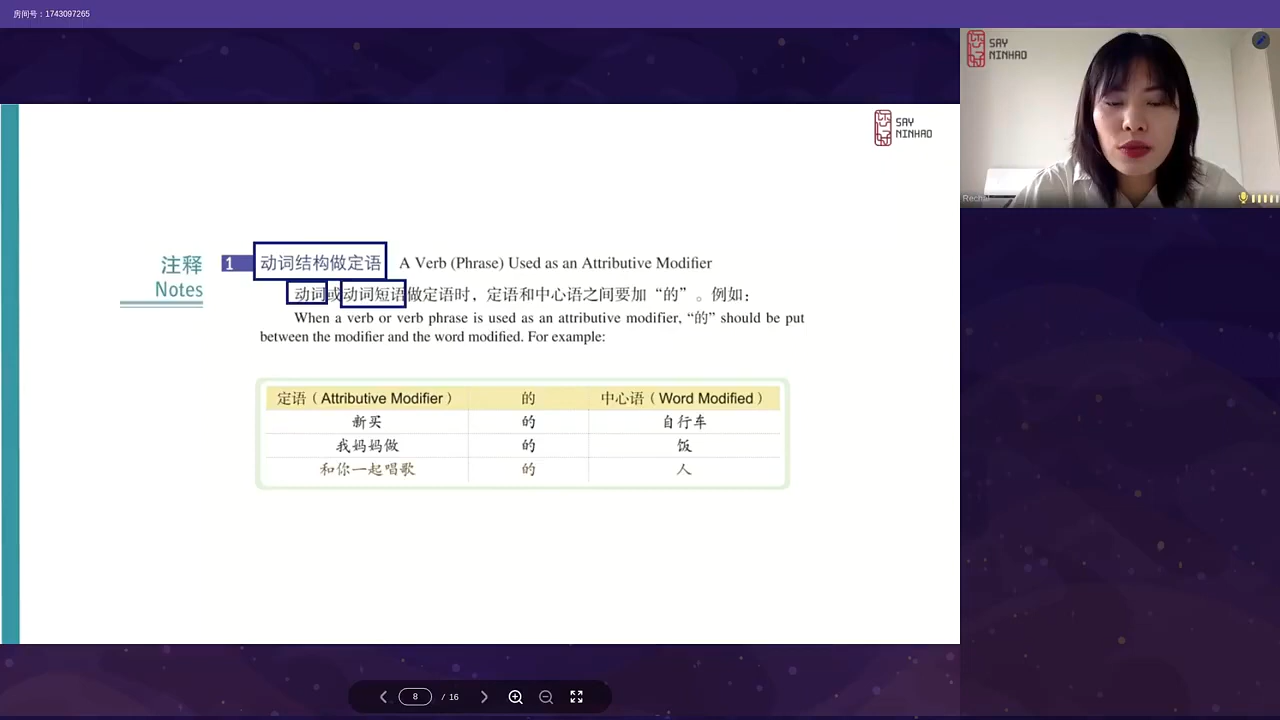 房间号：1743097265
SAY
NINHAO
SAY
NINHAO
注释
Notes
1 动词结构做定语 A Verb (Phrase) Used as an Attributive Modifier
动词或动词短语做定语时，定语和中心语之间要加“的”。例如：
When a verb or verb phrase is used as an attributive modifier, “的” should be put
between the modifier and the word modified. For example:
定语（Attributive Modifier） 的 中心语（Word Modified）
新买 的 自行车
我妈妈做 的 饭
和你一起唱歌 的 人
8 / 16